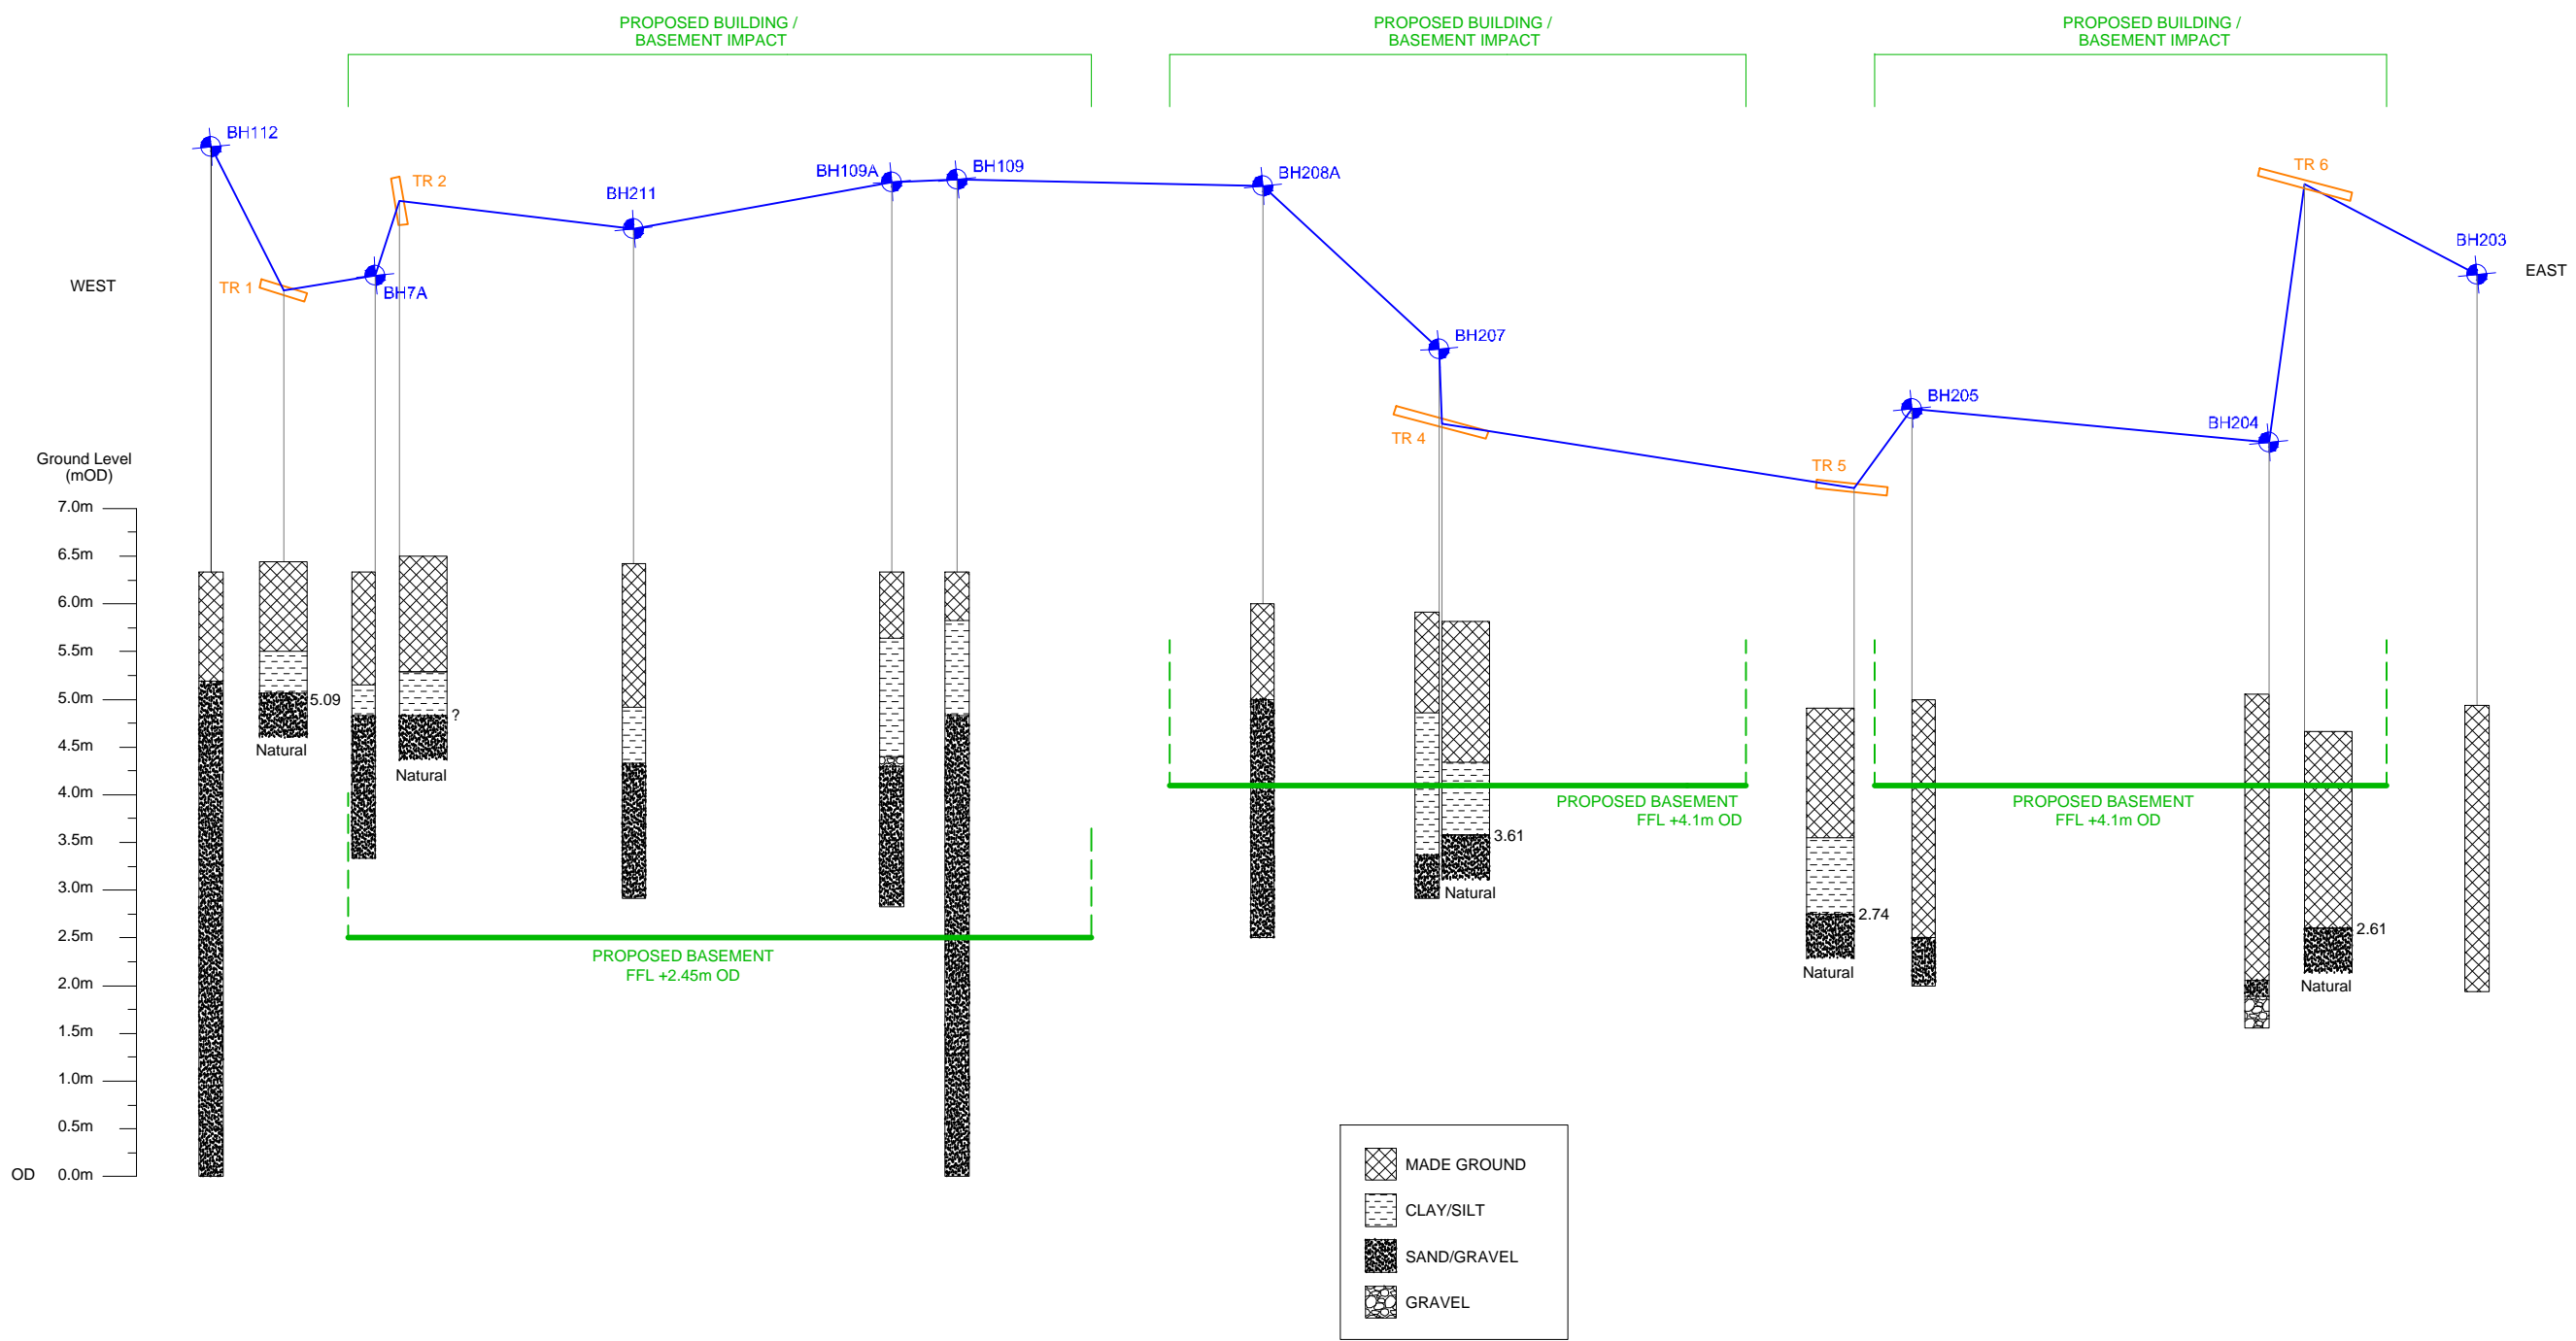 PROPOSED BUILDING /
BASEMENT IMPACT
PROPOSED BUILDING /
BASEMENT IMPACT
PROPOSED BUILDING /
BASEMENT IMPACT
BH112
TR 2
BH211
BH109A
BH109
BH208A
TR 6
BH203
WEST
TR 1
BH7A
EAST
BH207
TR 4
BH205
BH204
TR 5
Ground Level
(mOD)
7.0m
6.5m
6.0m
5.5m
5.0m
4.5m
4.0m
3.5m
3.0m
2.5m
2.0m
1.5m
1.0m
0.5m
OD 0.0m
5.09
Natural
?
Natural
PROPOSED BASEMENT
FFL +2.45m OD
PROPOSED BASEMENT
FFL +4.1m OD
3.61
Natural
PROPOSED BASEMENT
FFL +4.1m OD
2.74
Natural
2.61
Natural
MADE GROUND
CLAY/SILT
SAND/GRAVEL
GRAVEL